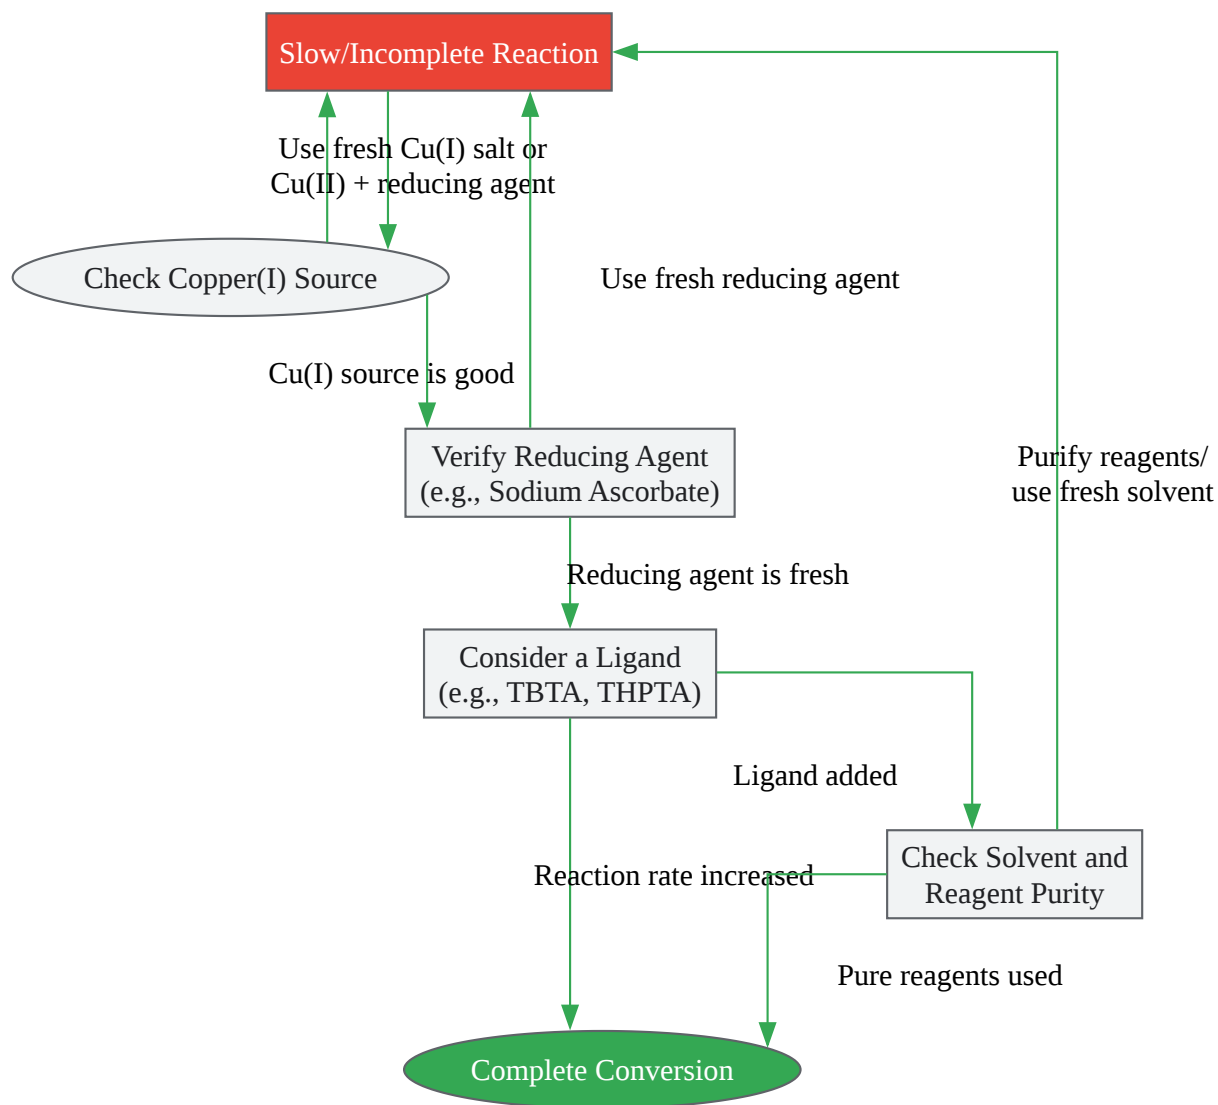 Slow/Incomplete Reaction
Use fresh Cu(I) salt or
Cu(II) + reducing agent
Check Copper(I) Source
Use fresh reducing agent
Cu(I) source is good
Verify Reducing Agent
(e.g., Sodium Ascorbate)
Purify reagents/
use fresh solvent
Reducing agent is fresh
Consider a Ligand
(e.g., TBTA, THPTA)
Ligand added
Reaction rate increased
Check Solvent and
Reagent Purity
Pure reagents used
Complete Conversion